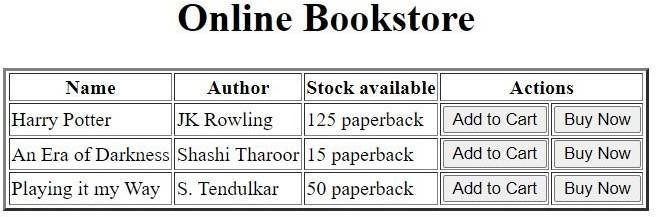 Online Bookstore
Name Author Stock available Actions
Harry Potter JK Rowling 125 paperback Add to Cart Buy Now
An Era of Darkness Shashi Tharoor 15 paperback Add to Cart Buy Now
Playing it my Way S. Tendulkar 50 paperback Add to Cart Buy Now